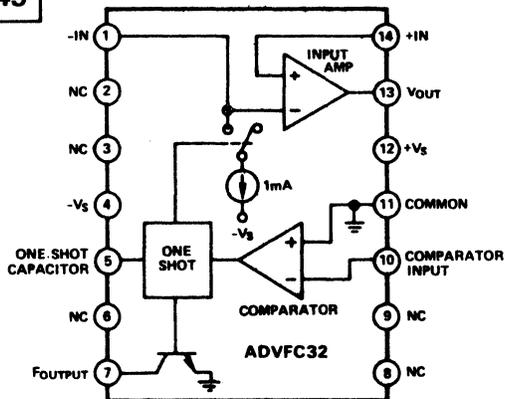 -IN 1
14 +IN
INPUT
AMP
+
-
NC 2
13 VOUT
NC 3
12 +VS
1mA
-VS 4
11 COMMON
-VS
ONE-SHOT
CAPACITOR 5
ONE
SHOT
+
-
10 COMPARATOR
INPUT
NC 6
COMPARATOR
9 NC
ADVFC32
FOUTPUT 7
8 NC